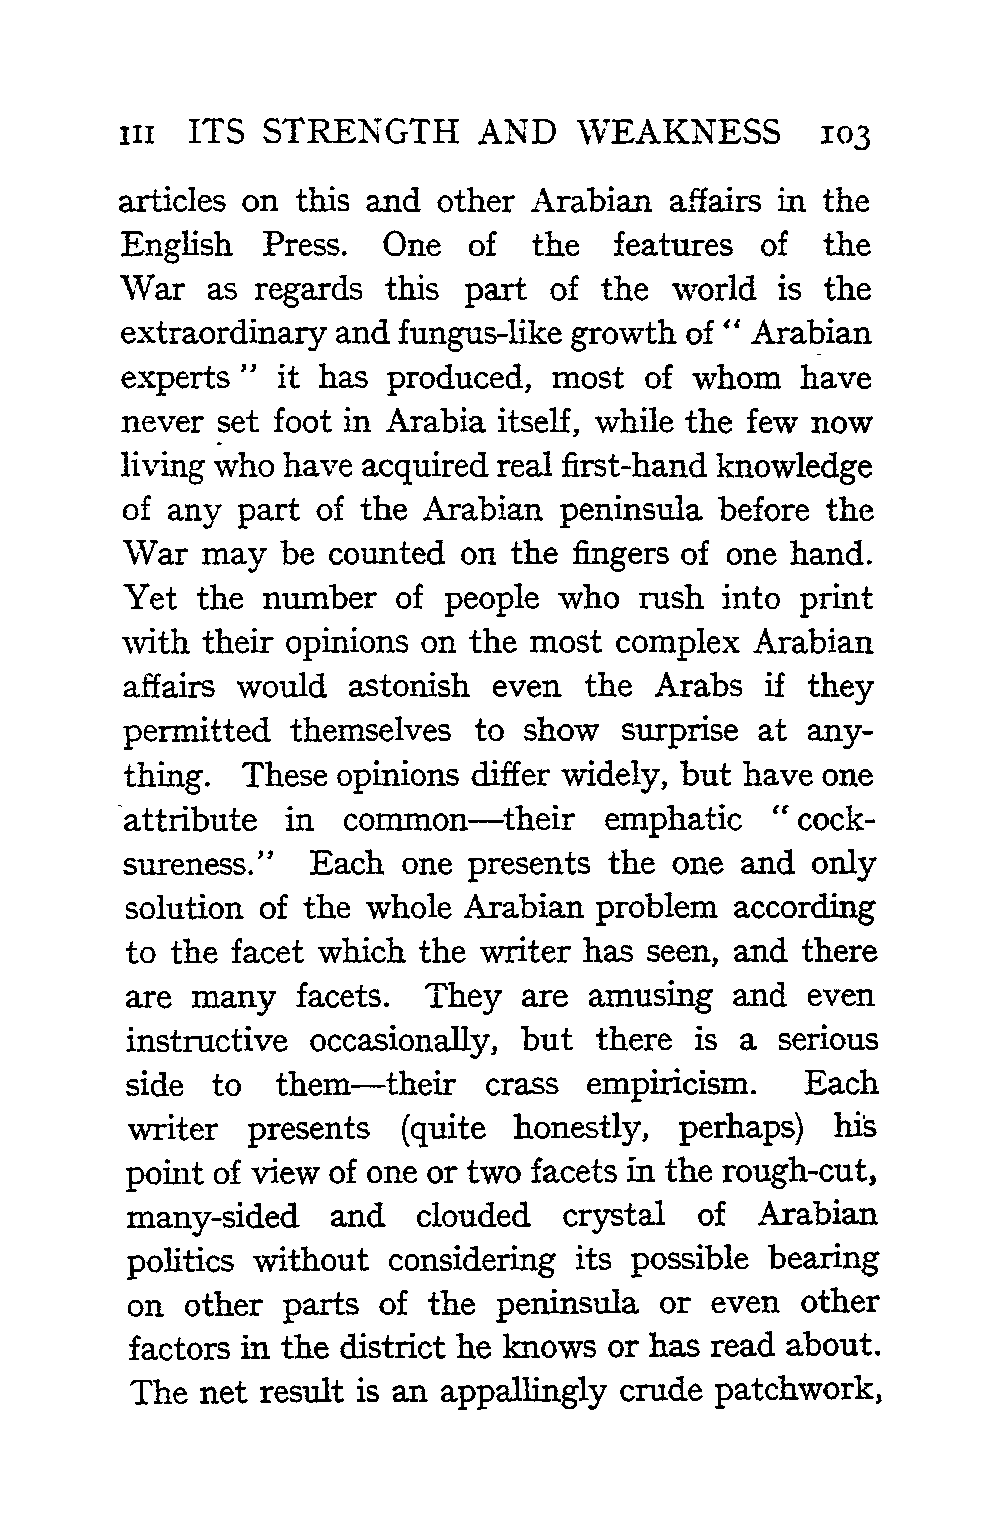 III ITS STRENGTH AND WEAKNESS 103
articles on this and other Arabian affairs in the
English Press. One of the features of the
War as regards this part of the world is the
extraordinary and fungus-like growth of “ Arabian
experts ” it has produced, most of whom have
never set foot in Arabia itself, while the few now
living who have acquired real first-hand knowledge
of any part of the Arabian peninsula before the
War may be counted on the fingers of one hand.
Yet the number of people who rush into print
with their opinions on the most complex Arabian
affairs would astonish even the Arabs if they
permitted themselves to show surprise at any-
thing. These opinions differ widely, but have one
attribute in common—their emphatic “ cock-
sureness.” Each one presents the one and only
solution of the whole Arabian problem according
to the facet which the writer has seen, and there
are many facets. They are amusing and even
instructive occasionally, but there is a serious
side to them—their crass empiricism. Each
writer presents (quite honestly, perhaps) his
point of view of one or two facets in the rough-cut,
many-sided and clouded crystal of Arabian
politics without considering its possible bearing
on other parts of the peninsula or even other
factors in the district he knows or has read about.
The net result is an appallingly crude patchwork,